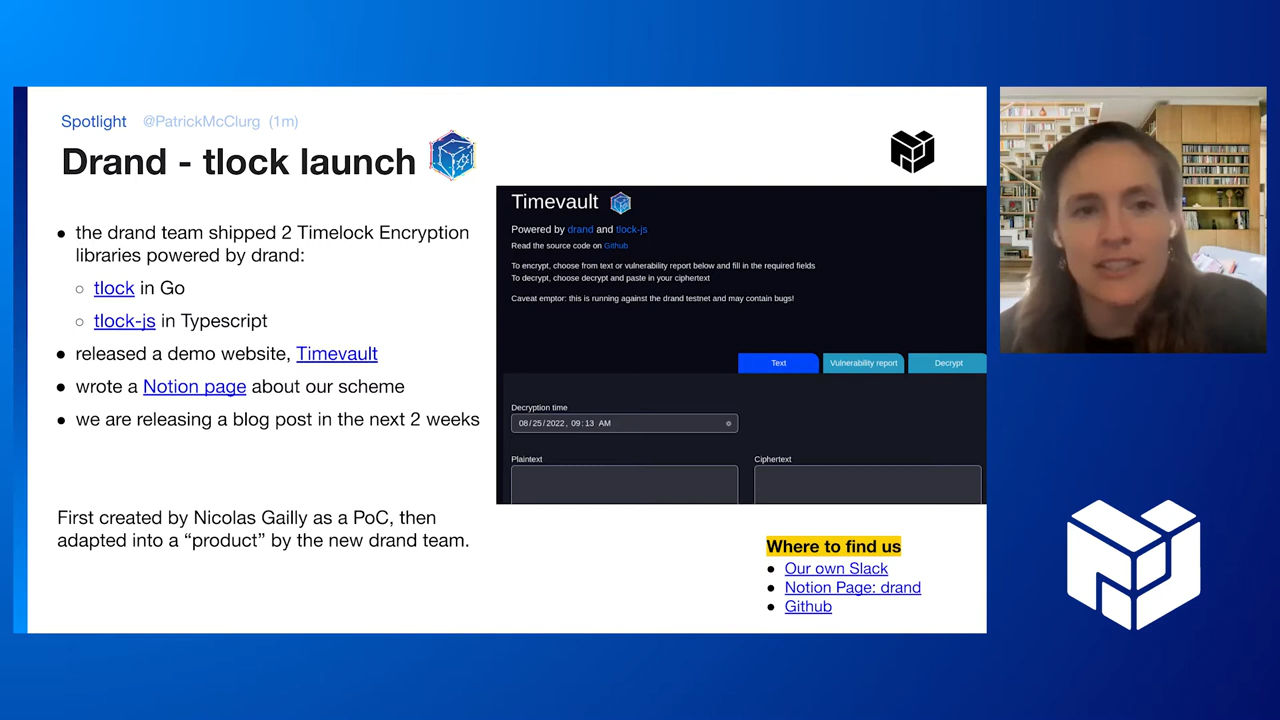 Spotlight @PatrickMcClurg (1m)
Drand - tlock launch
● the drand team shipped 2 Timelock Encryption
libraries powered by drand:
○ tlock in Go
○ tlock-js in Typescript
● released a demo website, Timevault
● wrote a Notion page about our scheme
● we are releasing a blog post in the next 2 weeks
First created by Nicolas Gailly as a PoC, then
adapted into a “product” by the new drand team.
Timevault
Powered by drand and tlock-js
Read the source code on Github
To encrypt, choose from text or vulnerability report below and fill in the required fields
To decrypt, choose decrypt and paste in your ciphertext
Caveat emptor: this is running against the drand testnet and may contain bugs!
Text Vulnerability report Decrypt
Decryption time
08/25/2022, 09:13 AM
Plaintext Ciphertext
Where to find us
● Our own Slack
● Notion Page: drand
● Github